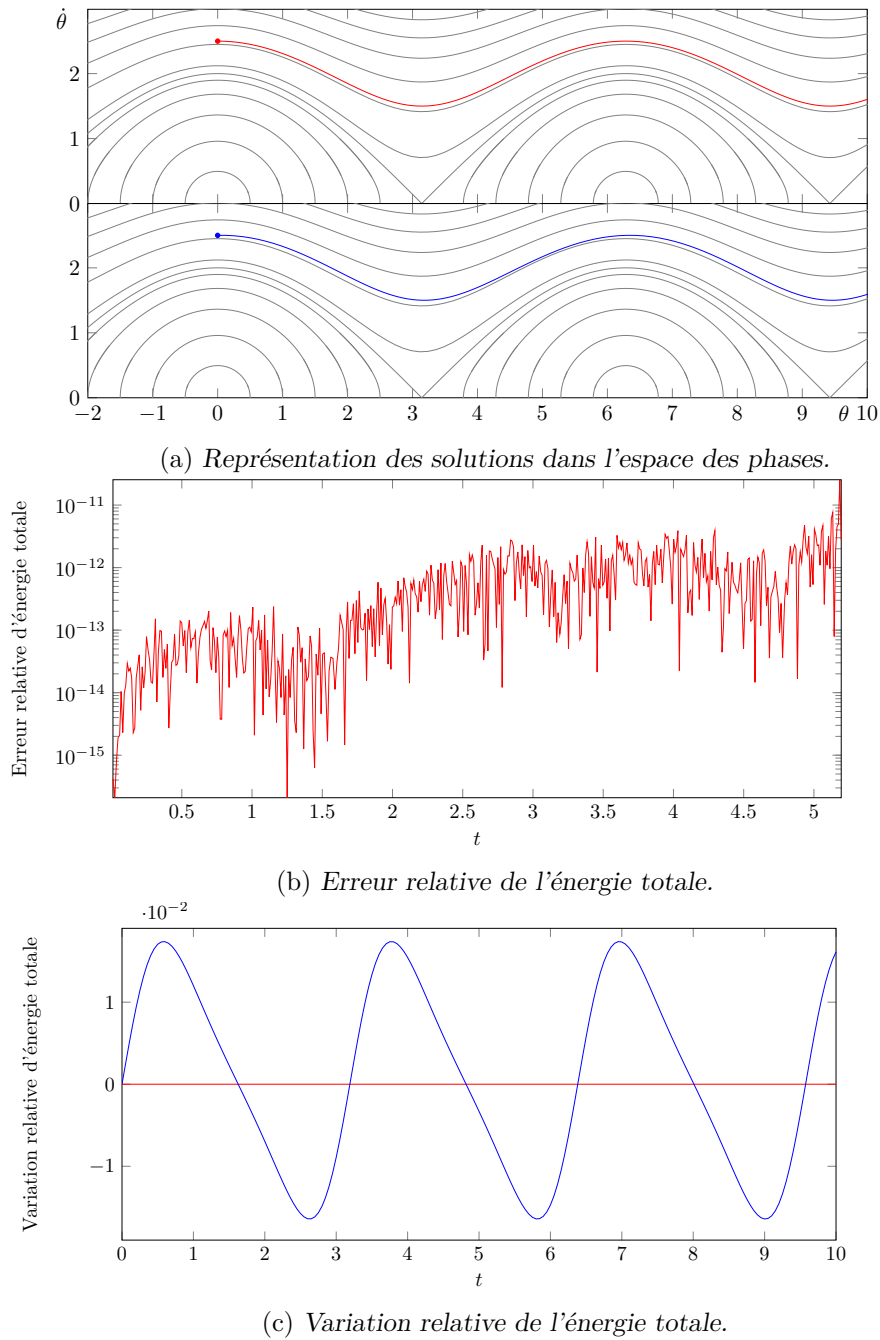 θ̇
2
1
0
2
1
0
−2 −1 0 1 2 3 4 5 6 7 8 9 θ 10
(a) Représentation des solutions dans l'espace des phases.
Erreur relative d'énergie totale
10−11
10−12
10−13
10−14
10−15
0.5 1 1.5 2 2.5 3 3.5 4 4.5 5
t
(b) Erreur relative de l'énergie totale.
Variation relative d'énergie totale
·10−2
1
0
−1
0 1 2 3 4 5 6 7 8 9 10
t
(c) Variation relative de l'énergie totale.